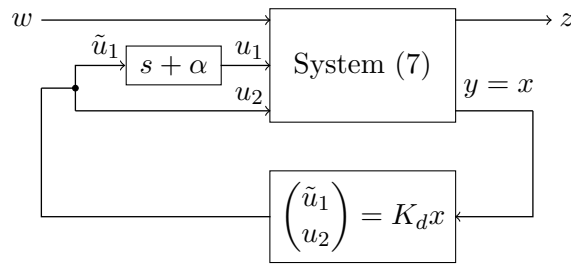 w
z
ũ₁
s + α
u₁
System (7)
u₂
y = x
(ũ₁
u₂) = K_d x